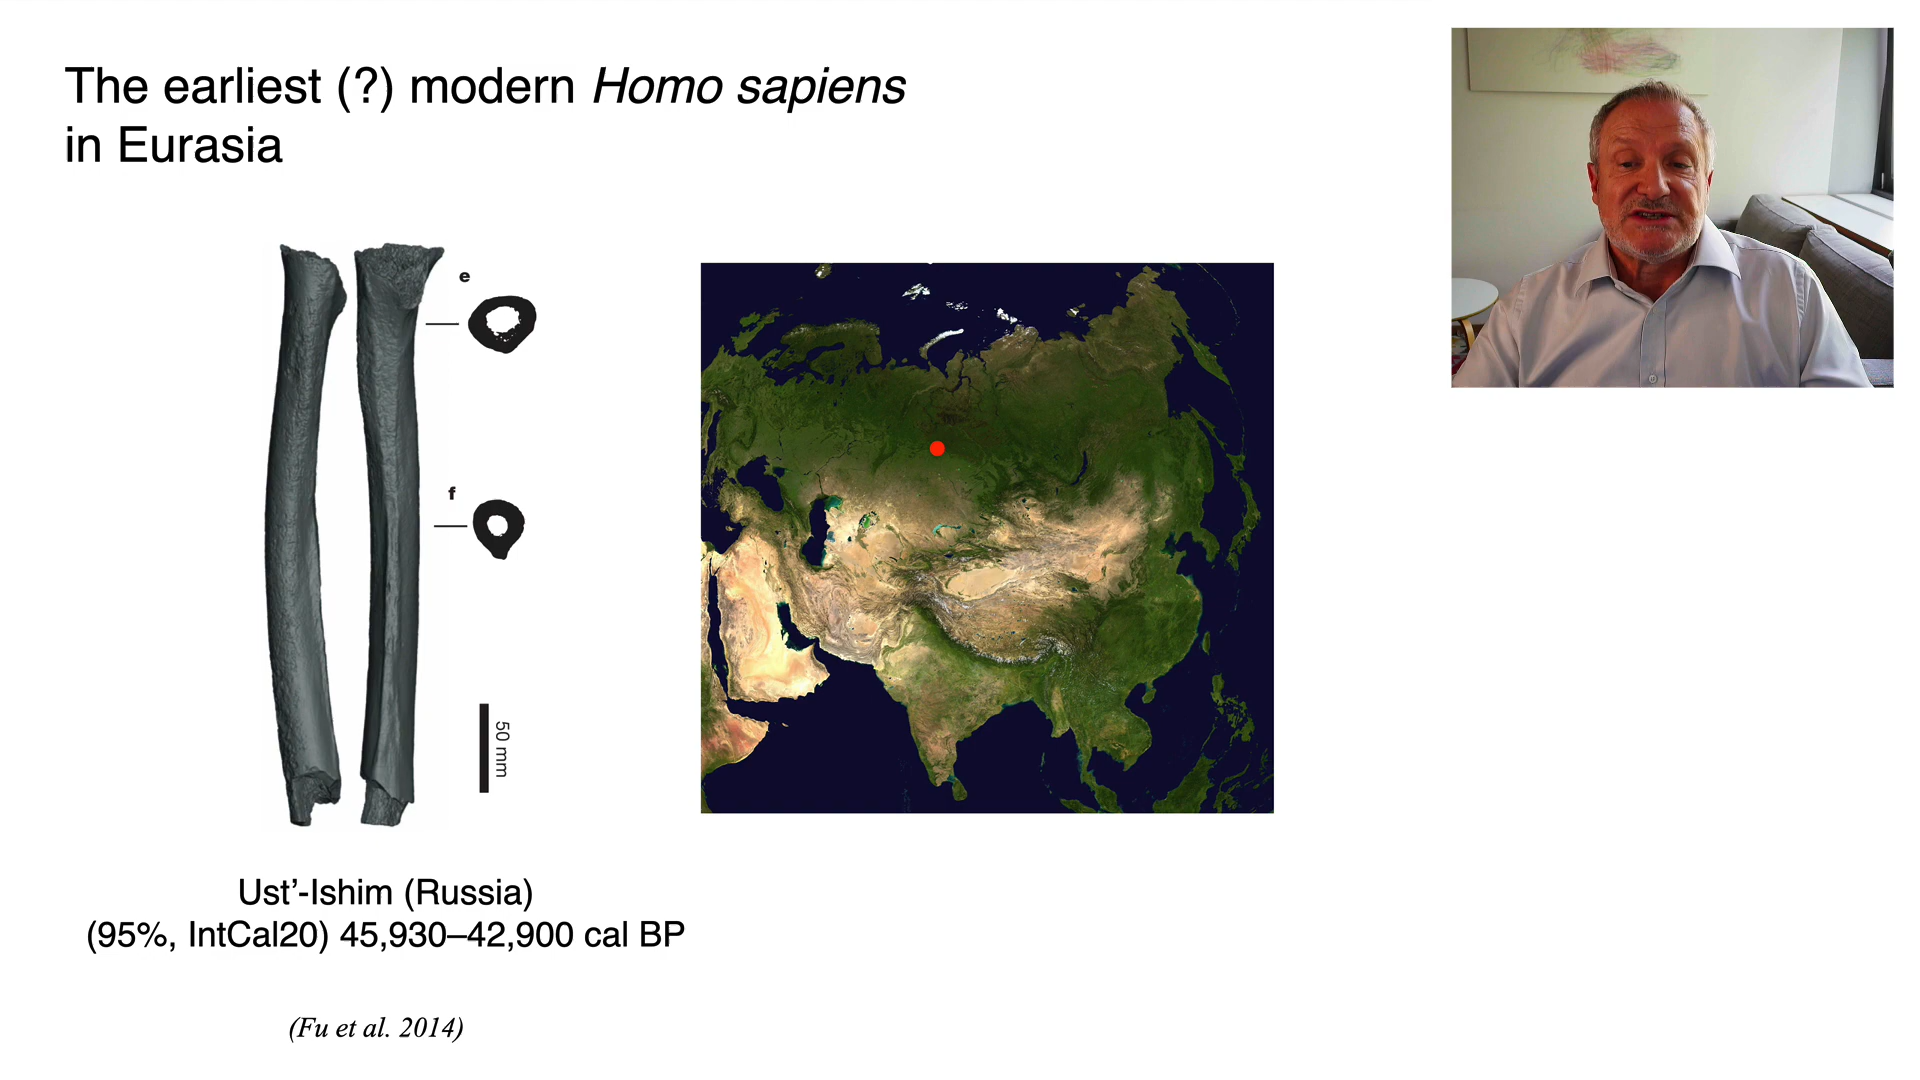 The earliest (?) modern Homo sapiens
in Eurasia
e
f
50 mm
Ust’-Ishim (Russia)
(95%, IntCal20) 45,930–42,900 cal BP
(Fu et al. 2014)